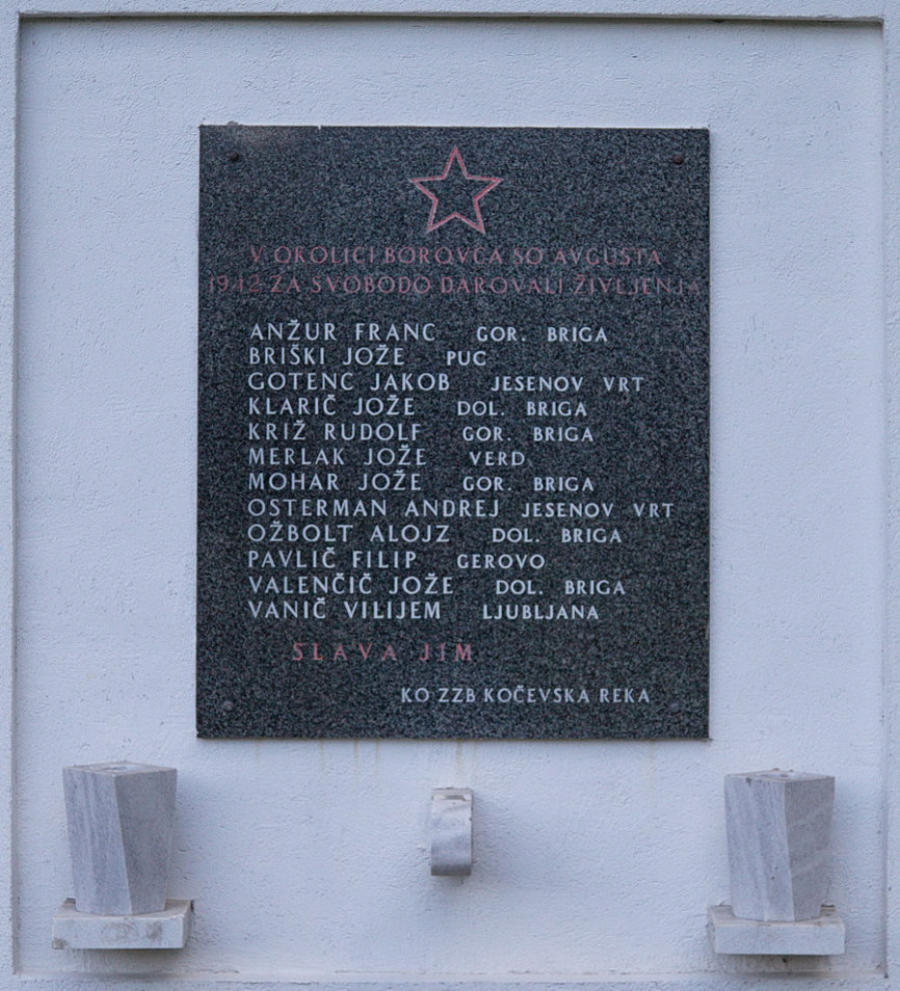 V OKOLICI BOROVCA SO AVGUSTA
1942 ZA SVOBODO DAROVALI ŽIVLJENJA
ANŽUR FRANC GOR. BRIGA
BRIŠKI JOŽE PUC
GOTENC JAKOB JESENOV VRT
KLARIČ JOŽE DOL. BRIGA
KRIŽ RUDOLF GOR. BRIGA
MERLAK JOŽE VERD
MOHAR JOŽE GOR. BRIGA
OSTERMAN ANDREJ JESENOV VRT
OŽBOLT ALOJZ DOL. BRIGA
PAVLIČ FILIP GEROVO
VALENČIČ JOŽE DOL. BRIGA
VANIČ VILIJEM LJUBLJANA
SLAVA JIM
KO ZZB KOČEVSKA REKA